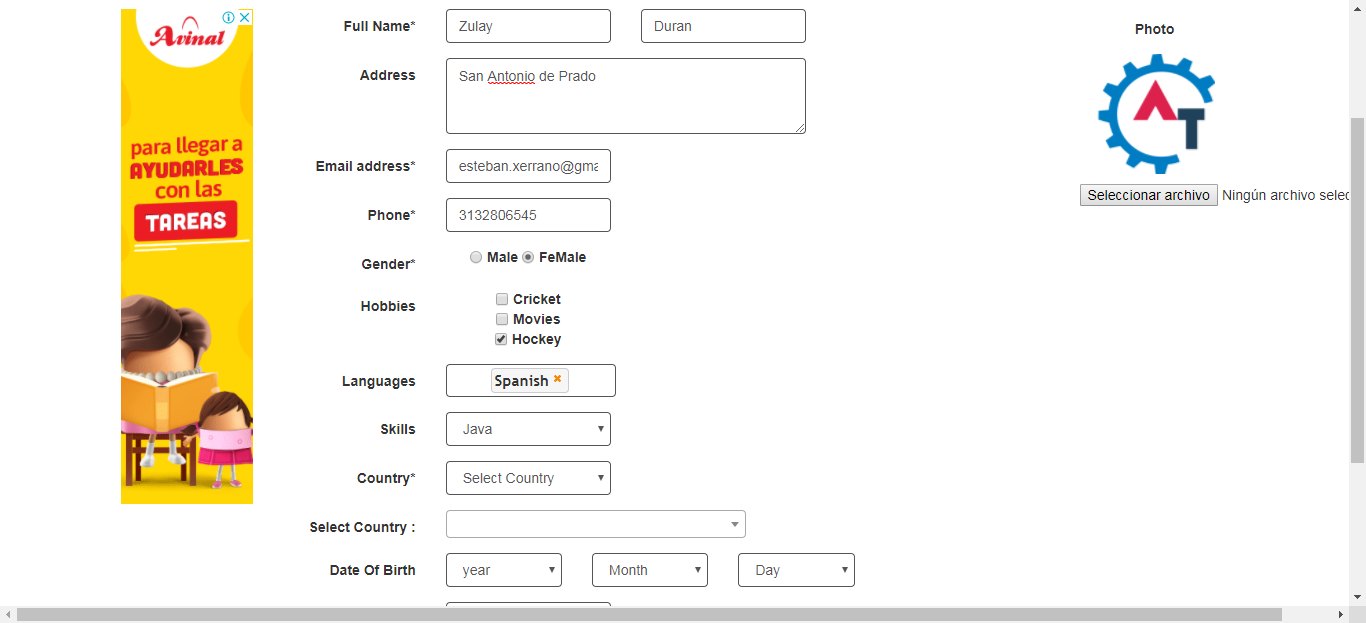 Avinal
para llegar a
AYUDARLES
con las
TAREAS
Full Name* Zulay Duran
Address San Antonio de Prado
Email address* esteban.xerrano@gma
Phone* 3132806545
Gender* Male FeMale
Hobbies Cricket
Movies
Hockey
Languages Spanish
Skills Java
Country* Select Country
Select Country :
Date Of Birth year Month Day
Photo
AT
Seleccionar archivo Ningún archivo selec